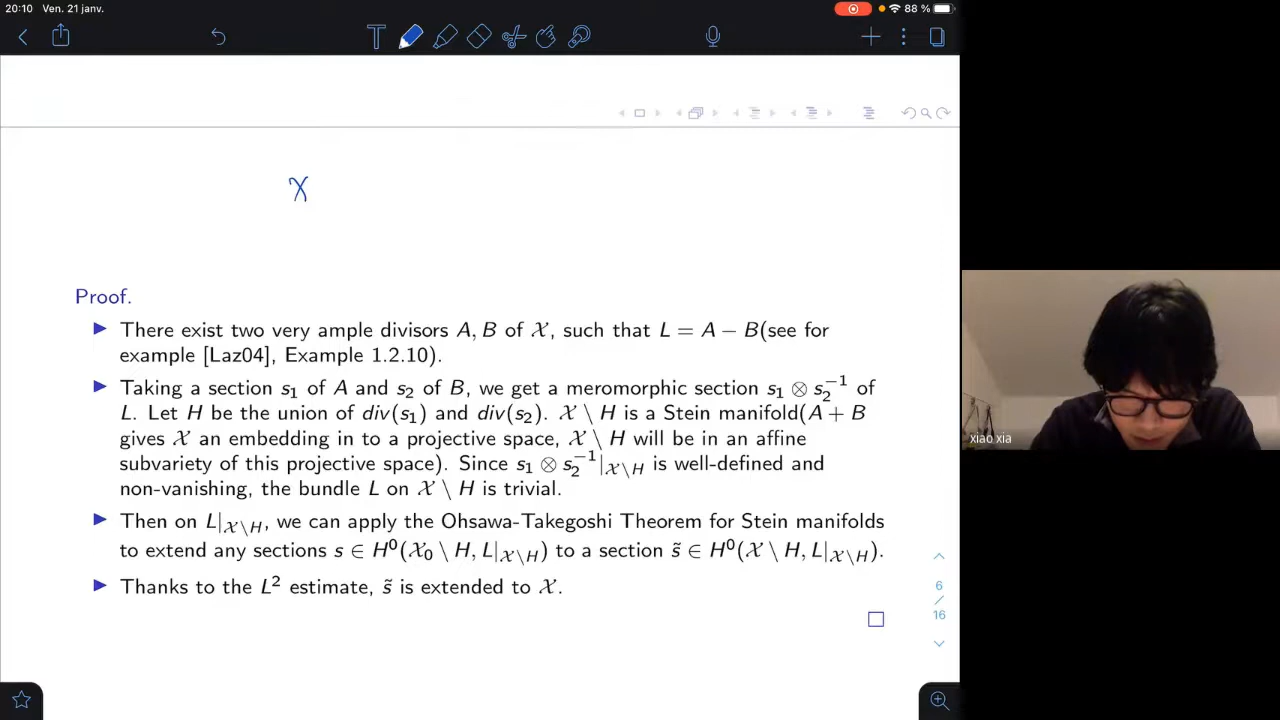 20:10 Ven. 21 janv.
88 %
𝒳
Proof.
▶ There exist two very ample divisors A, B of 𝒳, such that L = A − B(see for
example [Laz04], Example 1.2.10).
▶ Taking a section s₁ of A and s₂ of B, we get a meromorphic section s₁ ⊗ s₂⁻¹ of
L. Let H be the union of div(s₁) and div(s₂). 𝒳 \ H is a Stein manifold(A + B
gives 𝒳 an embedding in to a projective space, 𝒳 \ H will be in an affine
subvariety of this projective space). Since s₁ ⊗ s₂⁻¹|𝒳\H is well-defined and
non-vanishing, the bundle L on 𝒳 \ H is trivial.
▶ Then on L|𝒳\H, we can apply the Ohsawa-Takegoshi Theorem for Stein manifolds
to extend any sections s ∈ H⁰(𝒳₀ \ H, L|𝒳\H) to a section s̃ ∈ H⁰(𝒳 \ H, L|𝒳\H).
▶ Thanks to the L² estimate, s̃ is extended to 𝒳.
6
/
16
xiao xia